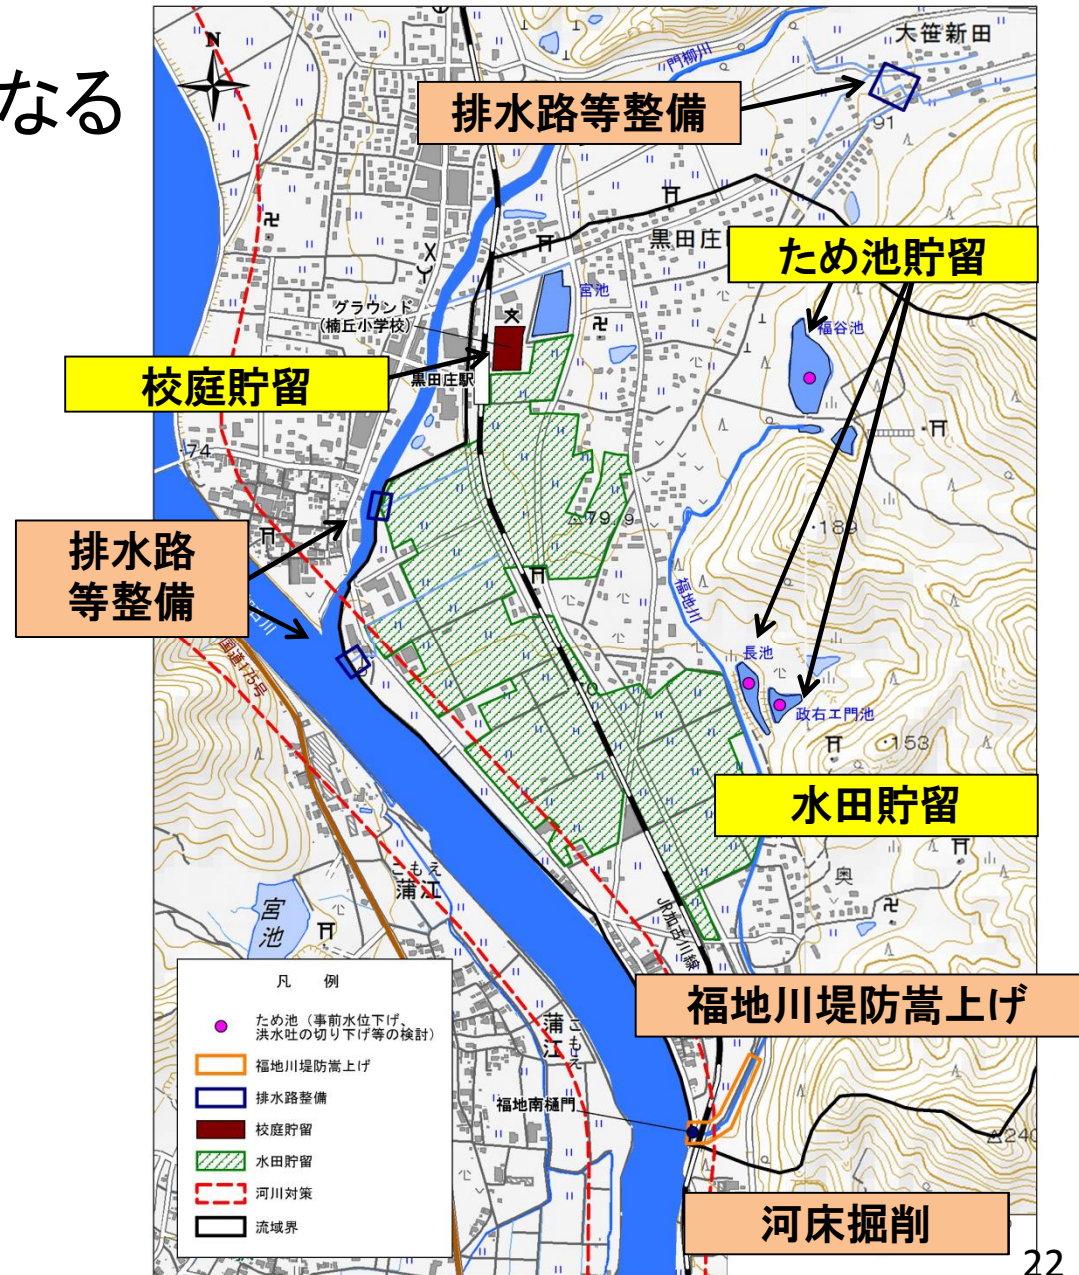 なる
N
大笹新田
門柳川
排水路等整備
91
黒田庄
ため池貯留
宮池
グラウンド
(楠丘小学校)
福谷池
校庭貯留
黒田庄駅
74
79.9
189
排水路
等整備
福地川
国道175号
長池
政右エ門池
153
水田貯留
こもえ
蒲江
奥
宮池
JR加古川線
福地川堤防嵩上げ
凡 例
ため池（事前水位下げ、
洪水吐の切り下げ等の検討）
福地川堤防嵩上げ
排水路整備
校庭貯留
水田貯留
河川対策
流域界
蒲江
こもえ
福地南樋門
240
河床掘削
22